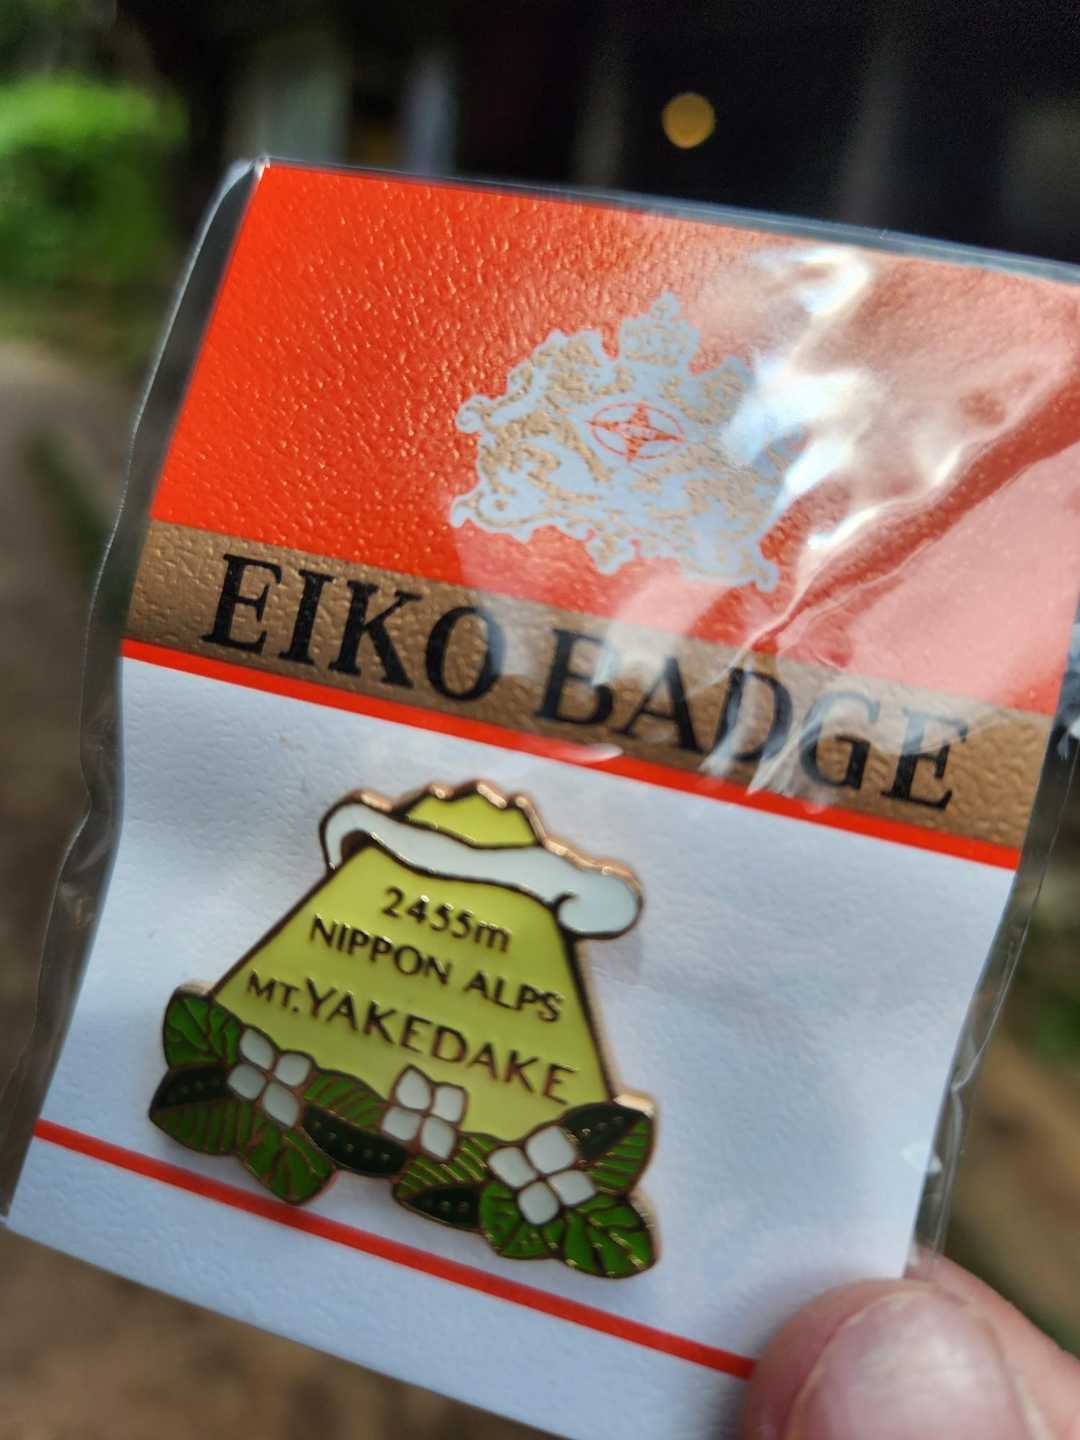 EIKO BADGE
2455m
NIPPON ALPS
MT. YAKEDAKE